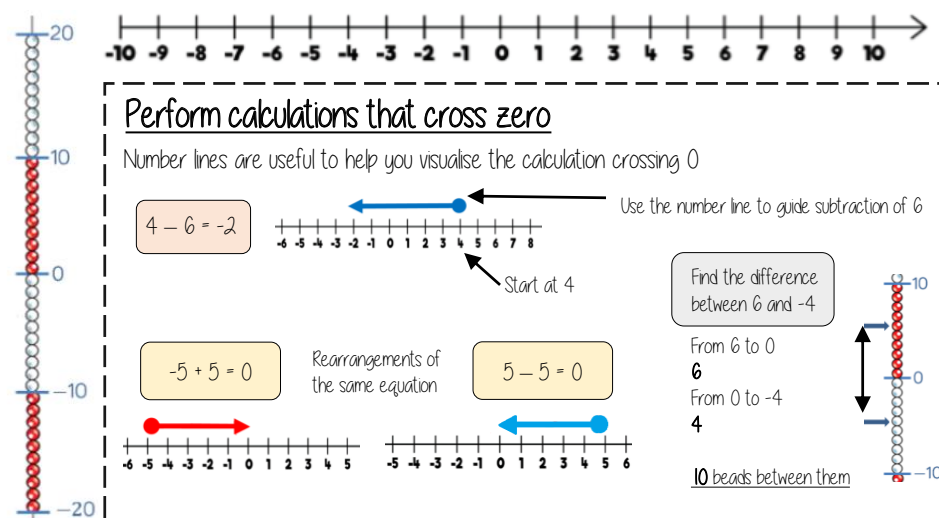 20
10
0
-10
-20
-10 -9 -8 -7 -6 -5 -4 -3 -2 -1 0 1 2 3 4 5 6 7 8 9 10
Perform calculations that cross zero
Number lines are useful to help you visualise the calculation crossing 0
4 – 6 = -2
-6 -5 -4 -3 -2 -1 0 1 2 3 4 5 6 7 8
Use the number line to guide subtraction of 6
Start at 4
-5 + 5 = 0
Rearrangements of
the same equation
5 – 5 = 0
-6 -5 -4 -3 -2 -1 0 1 2 3 4 5
-5 -4 -3 -2 -1 0 1 2 3 4 5 6
Find the difference
between 6 and -4
From 6 to 0
6
From 0 to -4
4
10 beads between them
10
0
-10